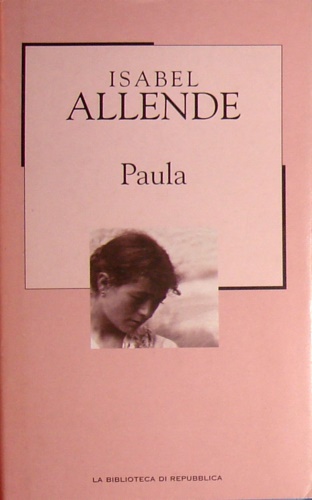 ISABEL
ALLENDE
Paula
LA BIBLIOTECA DI REPUBBLICA